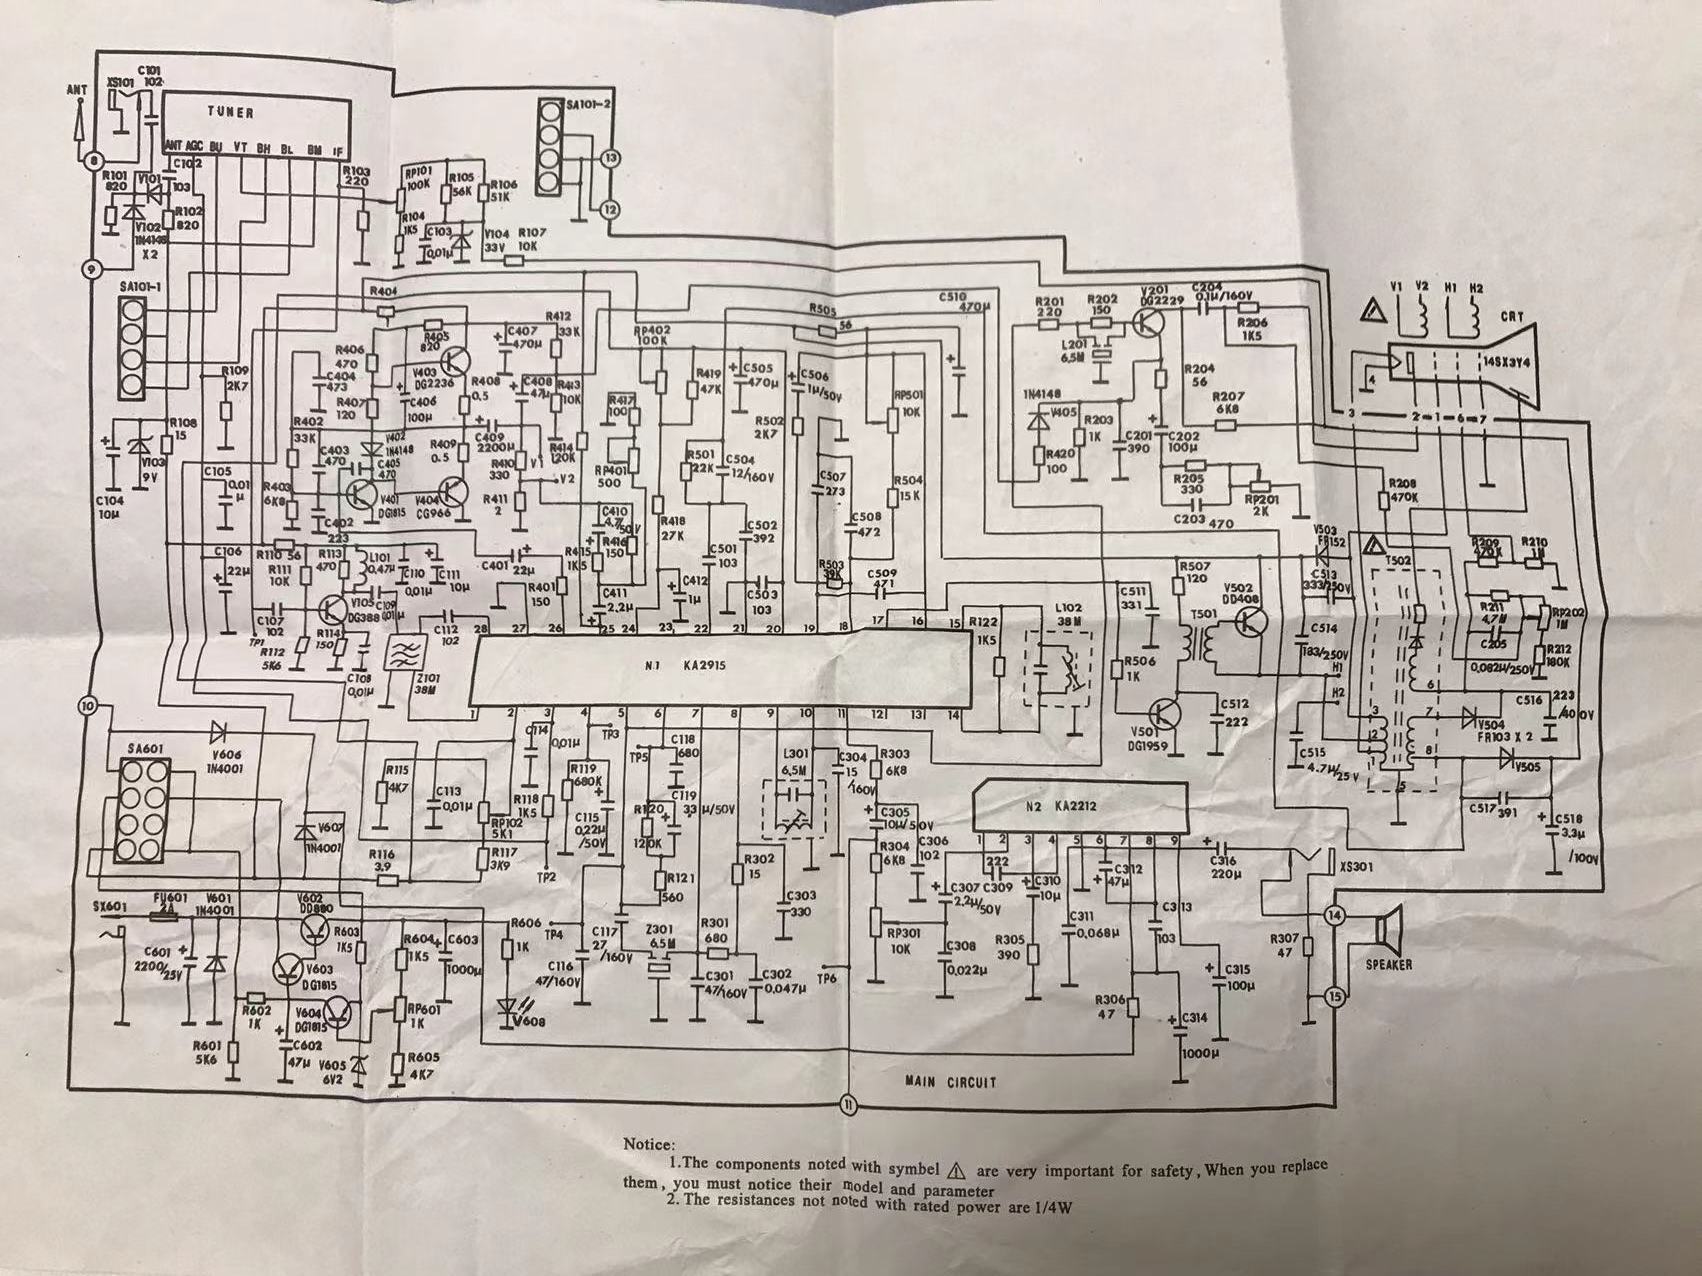 ANT
XS101
C101
102
TUNER
ANT AGC BU VT BH BL BM IF
SA101-2
8
13
12
9
10
R101
820
V101
C102
103
R102
820
V102
1N4148
X 2
R103
220
RP101
100K
R105
56K
R106
51K
R104
1K5
C103
0,01μ
V104
33V
R107
10K
SA101-1
R404
R405
820
C407
470μ
R412
33K
RP402
100K
R505
56
C510
470μ
R201
220
R202
150
V201
DG2229
C204
0.1μ/160V
R206
1K5
L201
6,5M
V1 V2 H1 H2
CRT
14SX3Y4
4
3 2 1 6 7
R109
2K7
R406
470
C404
473
R407
120
V403
DG2236
C406
100μ
R408
0.5
C408
47μ
R413
10K
R417
100
R419
47K
C505
470μ
C506
1μ/50V
RP501
10K
R502
2K7
1N4148
V405
R203
1K
R204
56
R207
6K8
R108
15
V103
9V
C104
10μ
R402
33K
C403
470
V402
1N4148
C405
470
R409
0.5
C409
2200μ
R410
330
V1
V2
R414
120K
RP401
500
R501
22K
C504
12/160V
C507
273
R504
15K
R420
100
C201
390
C202
100μ
R205
330
C203 470
RP201
2K
R208
470K
C105
0.01
μ
R403
6K8
V401
DG1815
V404
CG966
R411
2
C402
223
C410
4.7/50V
R416
150
R415
1K5
R418
27K
C502
392
C508
472
V503
FR152
T502
R209
470K
R210
1M
C106
22μ
R110 56
R111
10K
R113
470
L101
0,47μ
C110
0,01μ
C111
10μ
C401 22μ
R401
150
C411
2,2μ
C412
1μ
C501
103
C503
103
R503
39K
C509
471
C511
331
R507
120
V502
DD408
T501
C513
333/250V
C514
183/250V
H1
H2
R211
4,7M
C205
0,082μ/250V
RP202
1M
R212
180K
C107
102
TP1
R112
5K6
V105
DG388
C109
0,01μ
R114
150
C108
0,01μ
C112
102
Z101
38M
28 27 26 25 24 23 22 21 20 19 18 17 16 15
N1 KA2915
1 2 3 4 5 6 7 8 9 10 11 12 13 14
R122
1K5
L102
38M
R506
1K
V501
DG1959
C512
222
C515
4.7μ/25V
3
2
1
5
6
7
8
V504
FR103 X 2
V505
C516
223
/400V
C517 391
C518
3.3μ
/100V
SA601
V606
1N4001
V607
1N4001
R115
4K7
C113
0,01μ
R116
3.9
RP102
5K1
R117
3K9
R118
1K5
C114
0,01μ
TP2
R119
680K
C115
0,22μ
/50V
TP3
TP5
C118
680
C119
33μ/50V
R120
120K
R121
560
L301
6,5M
C304
15
/160V
R303
6K8
C305
10μ/50V
R304
6K8
C306
102
N2 KA2212
1 2 3 4 5 6 7 8 9
222
C309
C307
2.2μ/50V
C310
10μ
C312
47μ
C313
103
C316
220μ
XS301
14
15
SPEAKER
R307
47
SX601
FU601
2A
V601
1N4001
C601
2200/25V
V602
DD880
V603
DG1815
V604
DG1815
R603
1K5
R604
1K5
C603
1000μ
RP601
1K
R605
4K7
R606
1K
V608
R602
1K
R601
5K6
C602
47μ
V605
6V2
TP4
C116
47/160V
C117
27
/160V
Z301
6,5M
R301
680
C301
47/160V
C302
0,047μ
R302
15
C303
330
TP6
RP301
10K
C308
0,022μ
R305
390
C311
0,068μ
R306
47
C314
1000μ
C315
100μ
11
MAIN CIRCUIT
Notice:
1.The components noted with symbel ⚠ are very important for safety, When you replace
them, you must notice their model and parameter
2. The resistances not noted with rated power are 1/4W